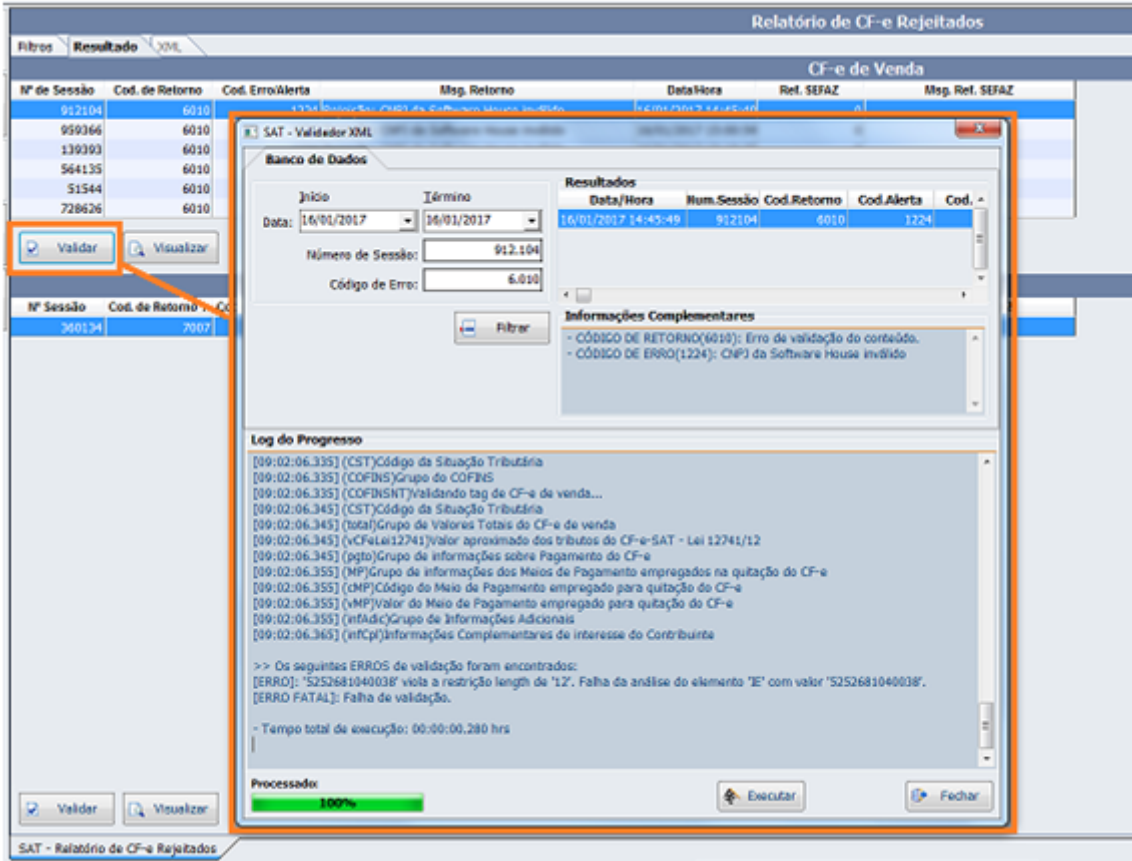 Relatório de CF-e Rejeitados
Filtros Resultado XML
CF-e de Venda
Nº de Sessão Cod. de Retorno Cod. Erro/Alerta Msg. Retorno Data/Hora Ret. SEFAZ Msg. Ret. SEFAZ
912104 6010 1224 Rejeição: CNPJ da Software House inválido 16/01/2017 14:45:49 0
959366 6010
139393 6010
564135 6010
51544 6010
728626 6010
Validar Visualizar
Nº Sessão Cod. de Retorno
360134 7007
SAT - Validador XML
Banco de Dados
Início Término
Data: 16/01/2017 16/01/2017
Número de Sessão: 912.104
Código de Erro: 6.010
Filtrar
Resultados
Data/Hora Num.Sessão Cod.Retorno Cod.Alerta Cod.
16/01/2017 14:45:49 912104 6010 1224
Informações Complementares
- CÓDIGO DE RETORNO(6010): Erro de validação do conteúdo.
- CÓDIGO DE ERRO(1224): CNPJ da Software House inválido
Log do Progresso
[09:02:06.335] (CST)Código da Situação Tributária
[09:02:06.335] (COFINS)Grupo do COFINS
[09:02:06.335] (COFINSNT)Validando tag de CF-e de venda...
[09:02:06.345] (CST)Código da Situação Tributária
[09:02:06.345] (total)Grupo de Valores Totais do CF-e de venda
[09:02:06.345] (vCFeLei12741)Valor aproximado dos tributos do CF-e-SAT - Lei 12741/12
[09:02:06.345] (pgto)Grupo de informações sobre Pagamento do CF-e
[09:02:06.355] (MP)Grupo de informações dos Meios de Pagamento empregados na quitação do CF-e
[09:02:06.355] (cMP)Código do Meio de Pagamento empregado para quitação do CF-e
[09:02:06.355] (vMP)Valor do Meio de Pagamento empregado para quitação do CF-e
[09:02:06.355] (infAdic)Grupo de Informações Adicionais
[09:02:06.365] (infCpl)Informações Complementares de interesse do Contribuinte
>> Os seguintes ERROS de validação foram encontrados:
[ERRO]: '5252681040038' viola a restrição length de '12'. Falha da análise do elemento 'IE' com valor '5252681040038'.
[ERRO FATAL]: Falha de validação.
- Tempo total de execução: 00:00:00.280 hrs
Processado:
100%
Executar Fechar
Validar Visualizar
SAT - Relatório de CF-e Rejeitados